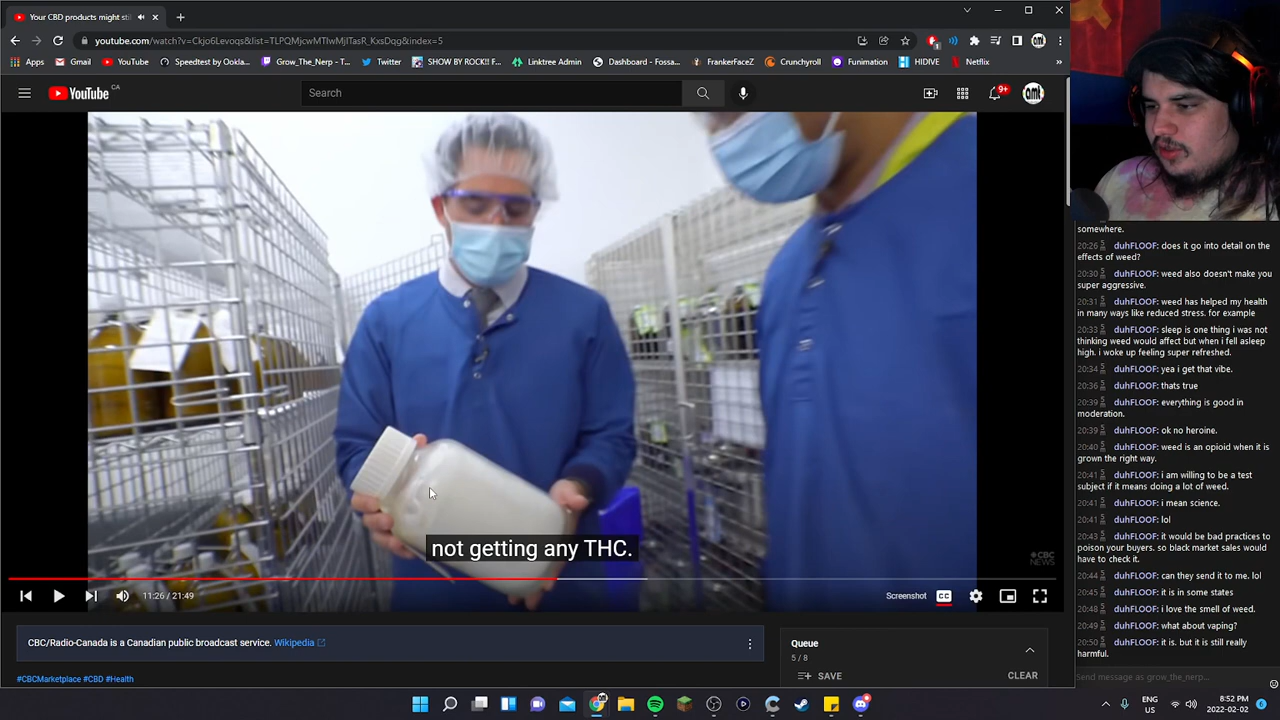 Your CBD products might sti
youtube.com/watch?v=Ckjo6Levoqs&list=TLPQMjcwMTIwMjITasR_KxsDqg&index=5
Apps Gmail YouTube Speedtest by Ookla... Grow_The_Nerp - T... Twitter SHOW BY ROCK!! F... Linktree Admin Dashboard - Fossa... FrankerFaceZ Crunchyroll Funimation HIDIVE Netflix »
YouTube CA
Search
9+
amk
not getting any THC.
CBC
NEWS
11:26 / 21:49
Screenshot CC
CBC/Radio-Canada is a Canadian public broadcast service. Wikipedia
#CBCMarketplace #CBD #Health
Queue
5 / 8
SAVE CLEAR
somewhere.
20:26 duhFLOOF: does it go into detail on the
effects of weed?
20:30 duhFLOOF: weed also doesn't make you
super aggressive.
20:31 duhFLOOF: weed has helped my health
in many ways like reduced stress. for example
20:33 duhFLOOF: sleep is one thing i was not
thinking weed would affect but when i fell asleep
high. i woke up feeling super refreshed.
20:34 duhFLOOF: yea i get that vibe.
20:36 duhFLOOF: thats true
20:39 duhFLOOF: everything is good in
moderation.
20:39 duhFLOOF: ok no heroine.
20:40 duhFLOOF: weed is an opioid when it is
grown the right way.
20:41 duhFLOOF: i am willing to be a test
subject if it means doing a lot of weed.
20:41 duhFLOOF: i mean science.
20:41 duhFLOOF: lol
20:43 duhFLOOF: it would be bad practices to
poison your buyers. so black market sales would
have to check it.
20:44 duhFLOOF: can they send it to me. lol
20:45 duhFLOOF: it is in some states
20:48 duhFLOOF: i love the smell of weed.
20:49 duhFLOOF: what about vaping?
20:50 duhFLOOF: it is. but it is still really
harmful.
Send message as grow_the_nerp...
ENG
US
8:52 PM
2022-02-02
6